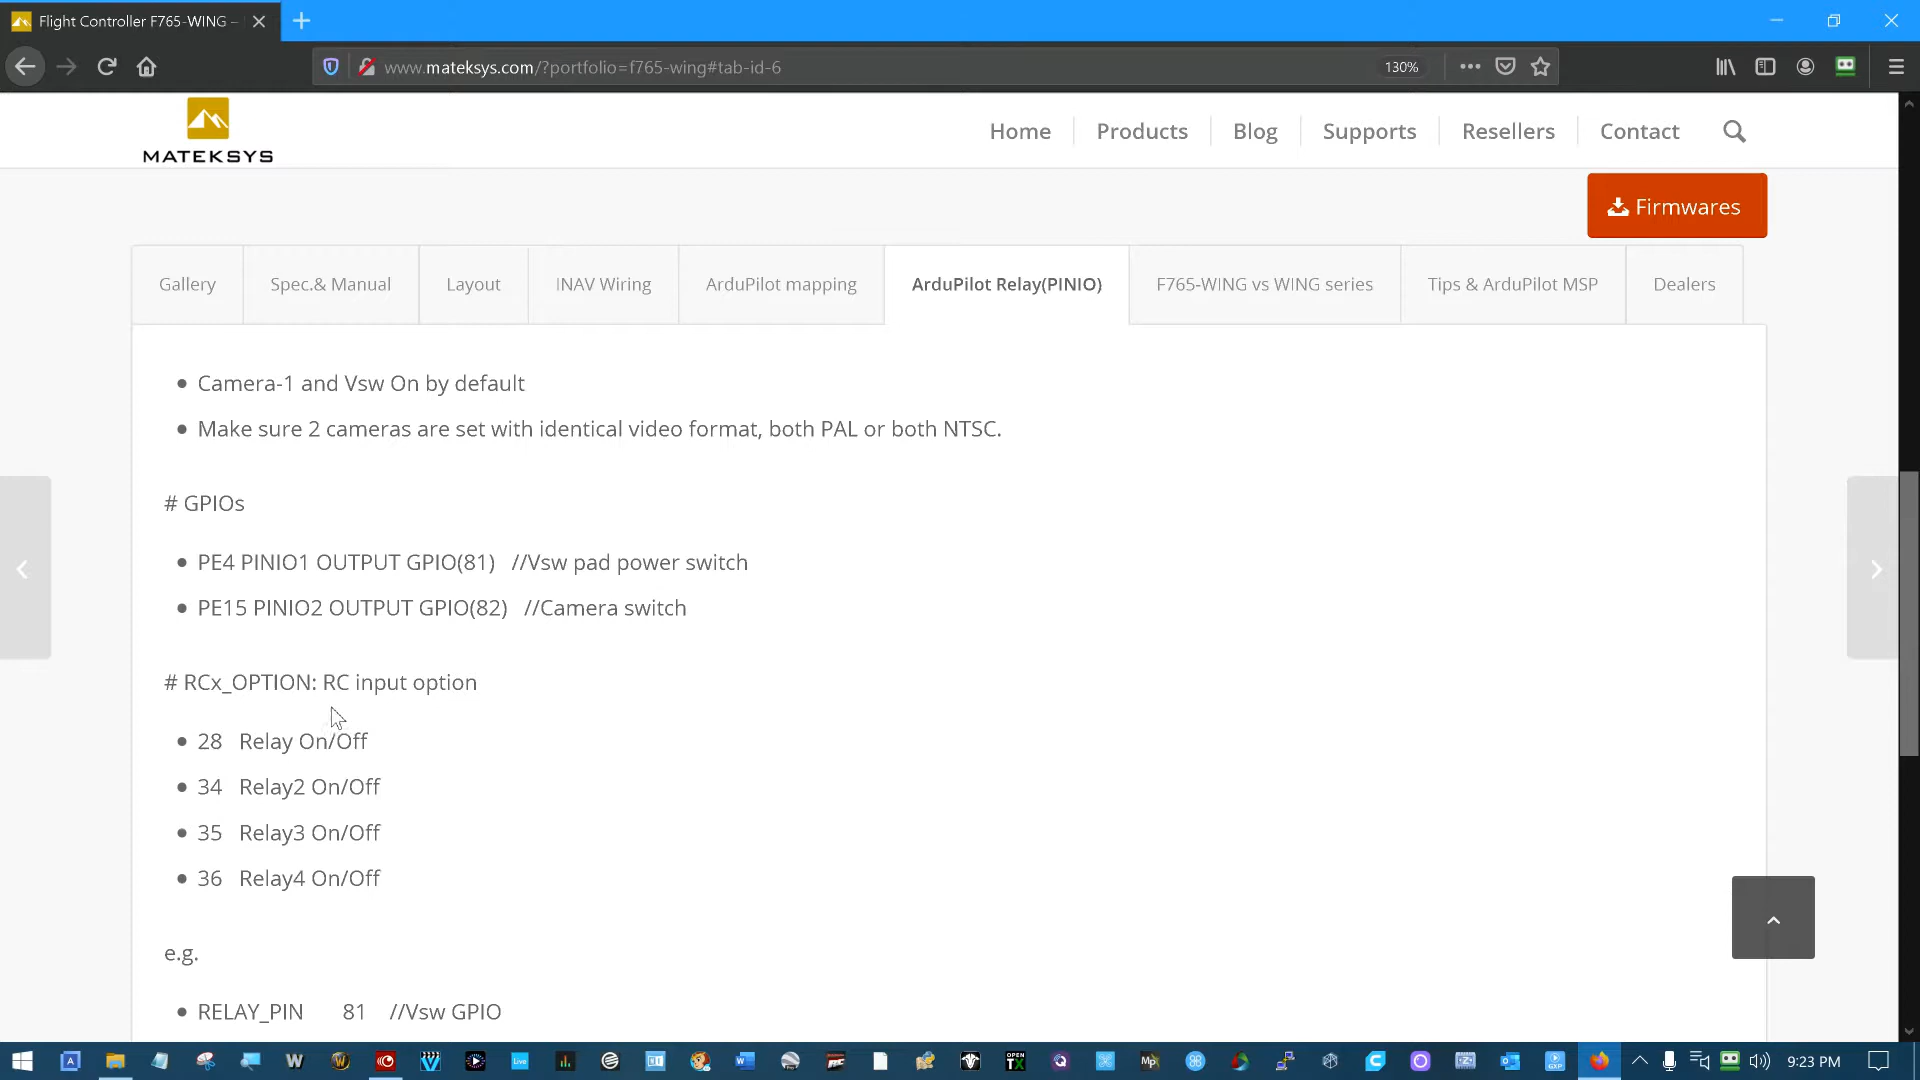 Flight Controller F765-WING –
www.mateksys.com/?portfolio=f765-wing#tab-id-6
130%
MATEKSYS
Home
Products
Blog
Supports
Resellers
Contact
Firmwares
Gallery
Spec.& Manual
Layout
INAV Wiring
ArduPilot mapping
ArduPilot Relay(PINIO)
F765-WING vs WING series
Tips & ArduPilot MSP
Dealers
• Camera-1 and Vsw On by default
• Make sure 2 cameras are set with identical video format, both PAL or both NTSC.
# GPIOs
• PE4 PINIO1 OUTPUT GPIO(81) //Vsw pad power switch
• PE15 PINIO2 OUTPUT GPIO(82) //Camera switch
# RCx_OPTION: RC input option
• 28 Relay On/Off
• 34 Relay2 On/Off
• 35 Relay3 On/Off
• 36 Relay4 On/Off
e.g.
• RELAY_PIN 81 //Vsw GPIO
9:23 PM